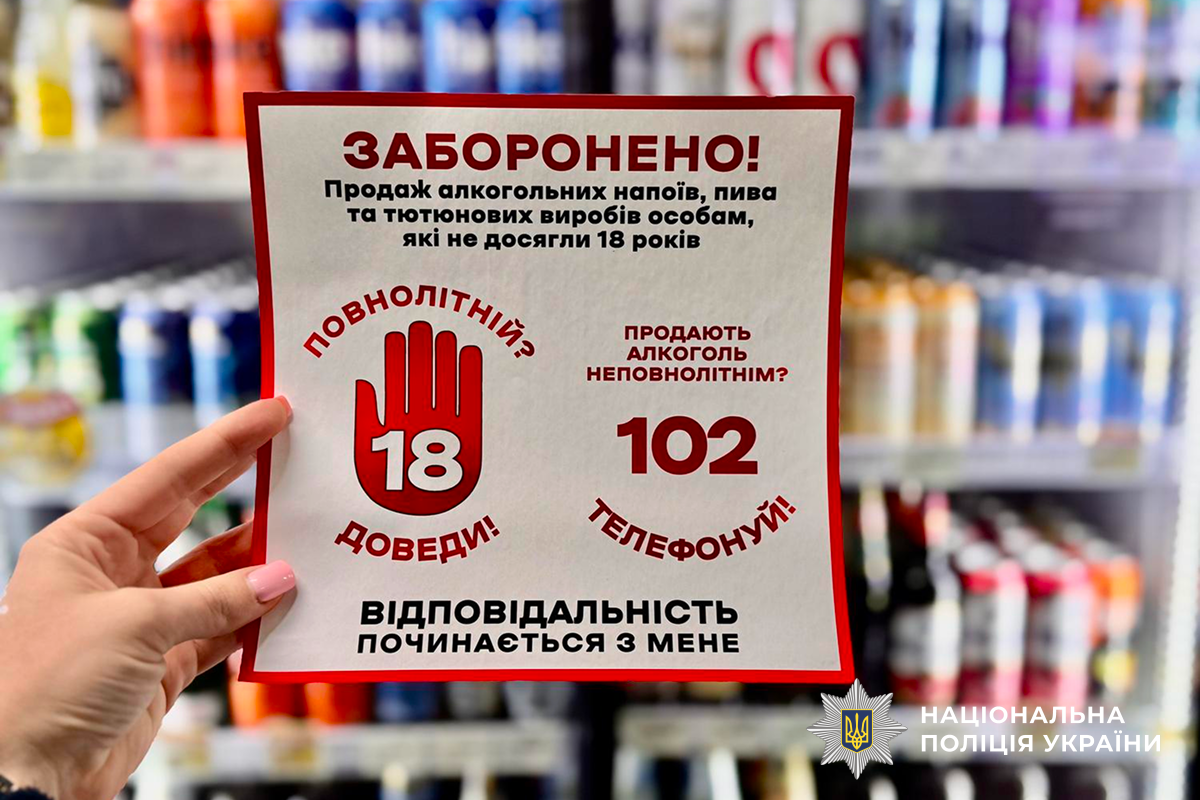 ЗАБОРОНЕНО!
Продаж алкогольних напоїв, пива
та тютюнових виробів особам,
які не досягли 18 років
ПОВНОЛІТНІЙ?
18
ДОВЕДИ!
ПРОДАЮТЬ
АЛКОГОЛЬ
НЕПОВНОЛІТНІМ?
102
ТЕЛЕФОНУЙ!
ВІДПОВІДАЛЬНІСТЬ
ПОЧИНАЄТЬСЯ З МЕНЕ
НАЦІОНАЛЬНА
ПОЛІЦІЯ УКРАЇНИ